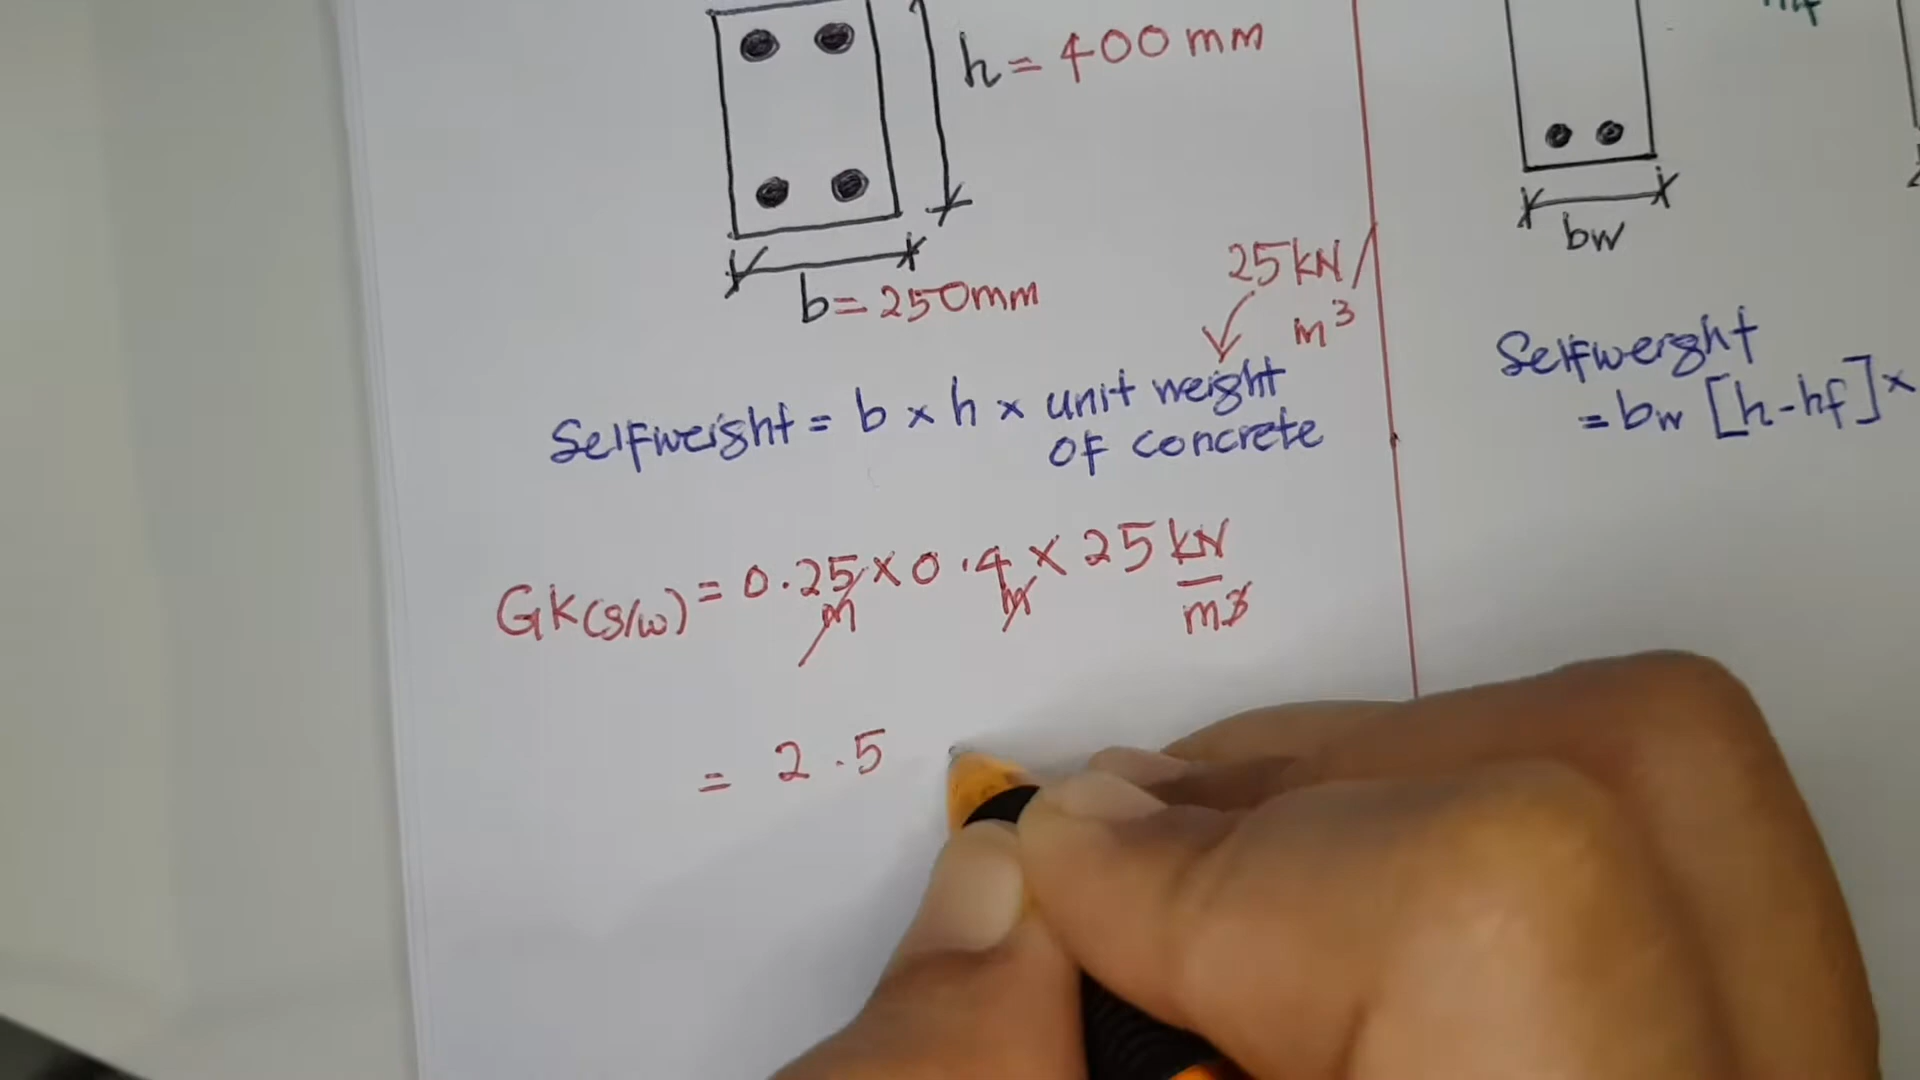 h = 400 mm
b = 250mm
25 kN/
m³
Selfweight = b × h × unit weight
of concrete
Gk(s/w) = 0.25 × 0.4 × 25 kN
m m m3
= 2.5
bw
Selfweight
= bw [h-hf] ×